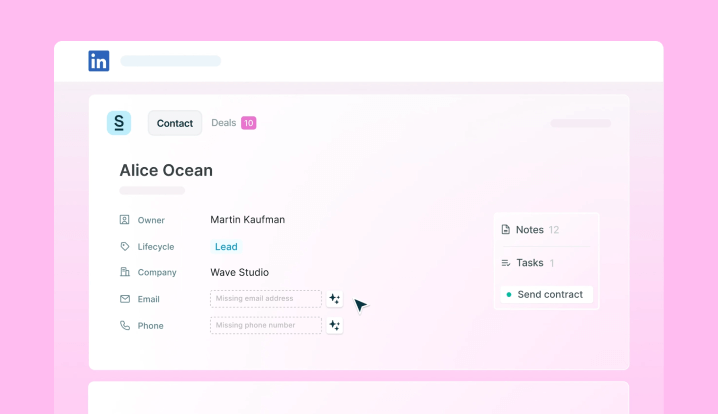 in
S
Contact
Deals 10
Alice Ocean
Owner Martin Kaufman
Lifecycle Lead
Company Wave Studio
Email Missing email address
Phone Missing phone number
Notes 12
Tasks 1
Send contract